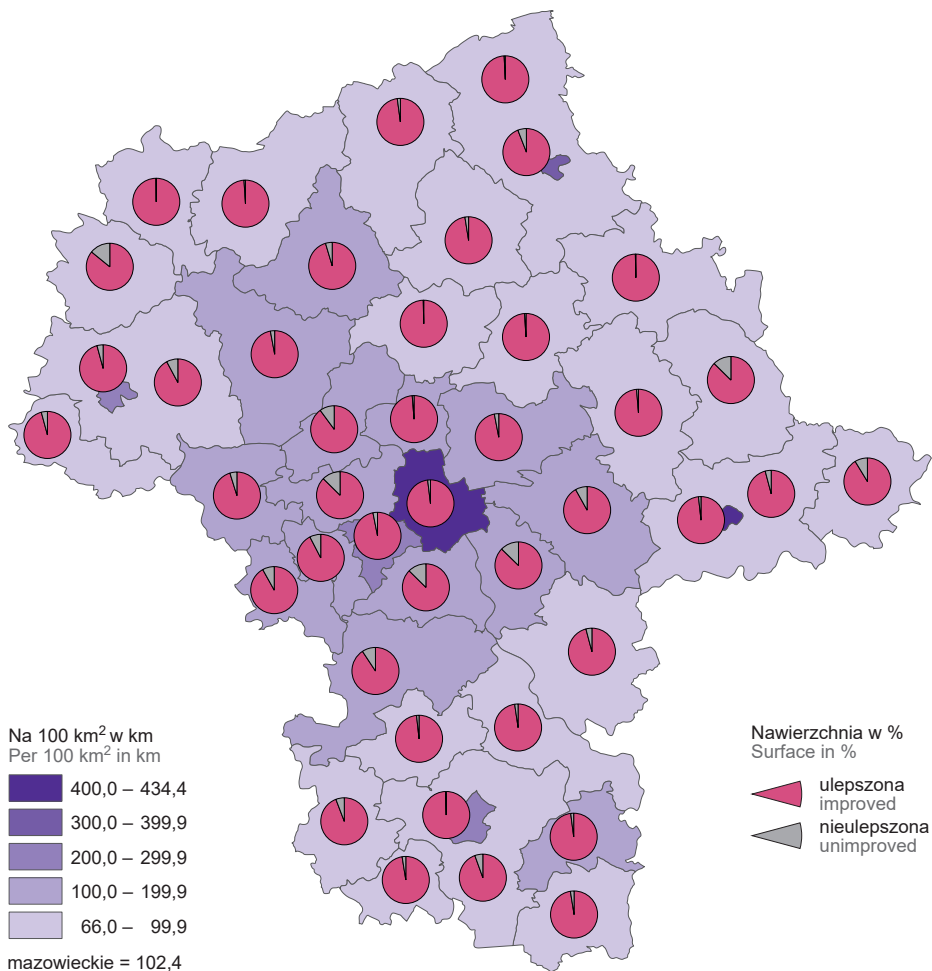 Na 100 km² w km
Per 100 km² in km
400,0 – 434,4
300,0 – 399,9
200,0 – 299,9
100,0 – 199,9
66,0 – 99,9
mazowieckie = 102,4
Nawierzchnia w %
Surface in %
ulepszona
improved
nieulepszona
unimproved